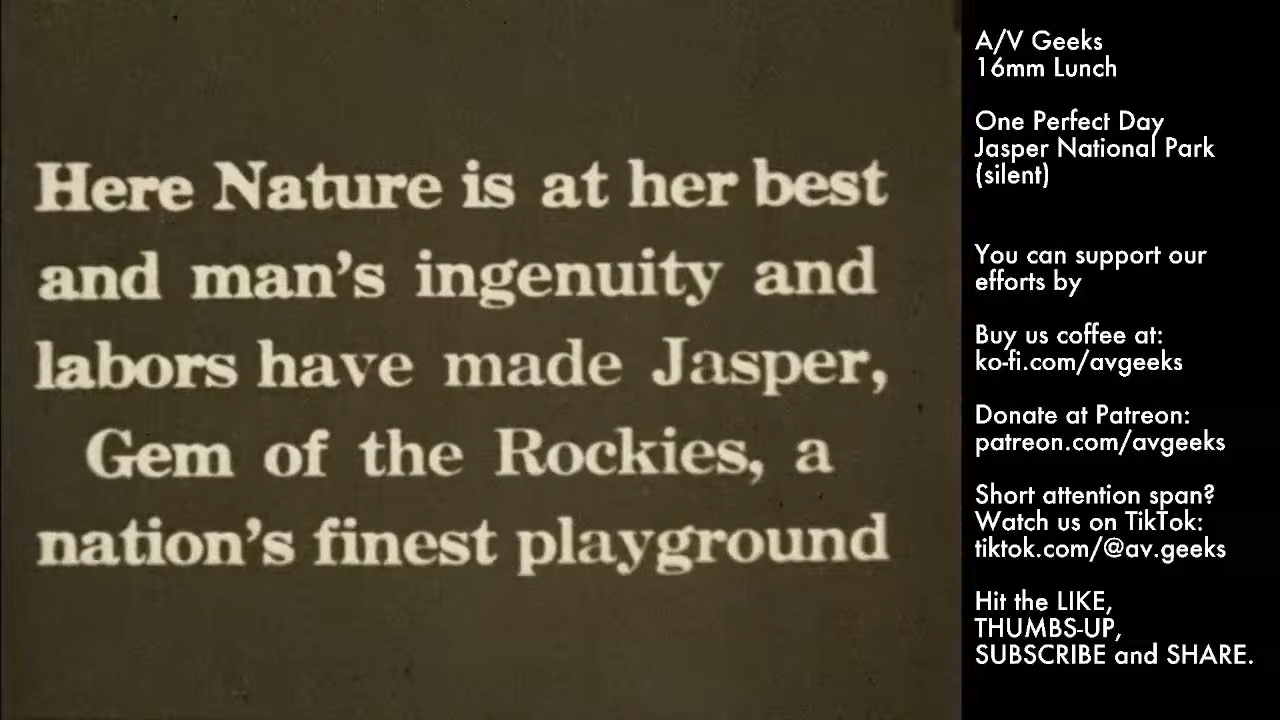 Here Nature is at her best
and man's ingenuity and
labors have made Jasper,
Gem of the Rockies, a
nation's finest playground
A/V Geeks
16mm Lunch
One Perfect Day
Jasper National Park
(silent)
You can support our
efforts by
Buy us coffee at:
ko-fi.com/avgeeks
Donate at Patreon:
patreon.com/avgeeks
Short attention span?
Watch us on TikTok:
tiktok.com/@av.geeks
Hit the LIKE,
THUMBS-UP,
SUBSCRIBE and SHARE.